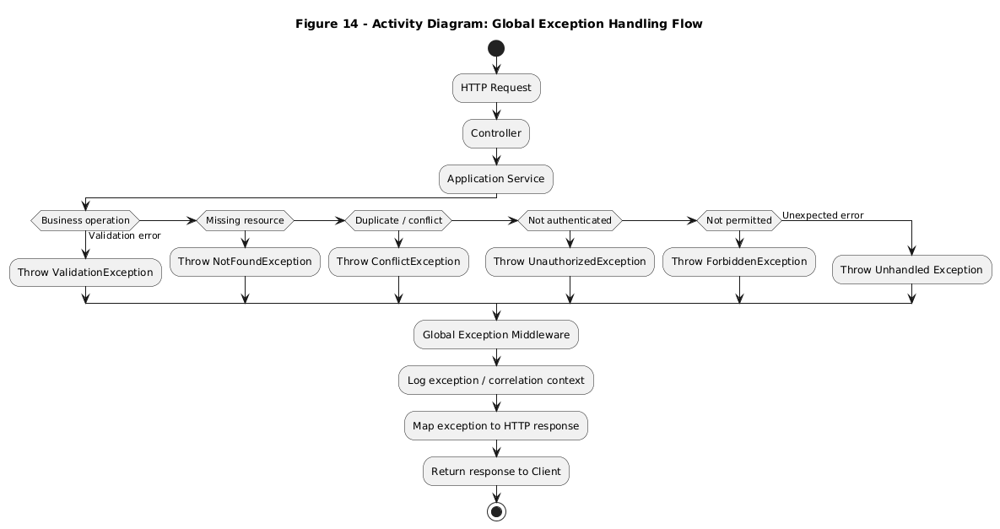 Figure 14 - Activity Diagram: Global Exception Handling Flow
HTTP Request
Controller
Application Service
Business operation
Missing resource
Duplicate / conflict
Not authenticated
Not permitted
Unexpected error
Validation error
Throw ValidationException
Throw NotFoundException
Throw ConflictException
Throw UnauthorizedException
Throw ForbiddenException
Throw Unhandled Exception
Global Exception Middleware
Log exception / correlation context
Map exception to HTTP response
Return response to Client